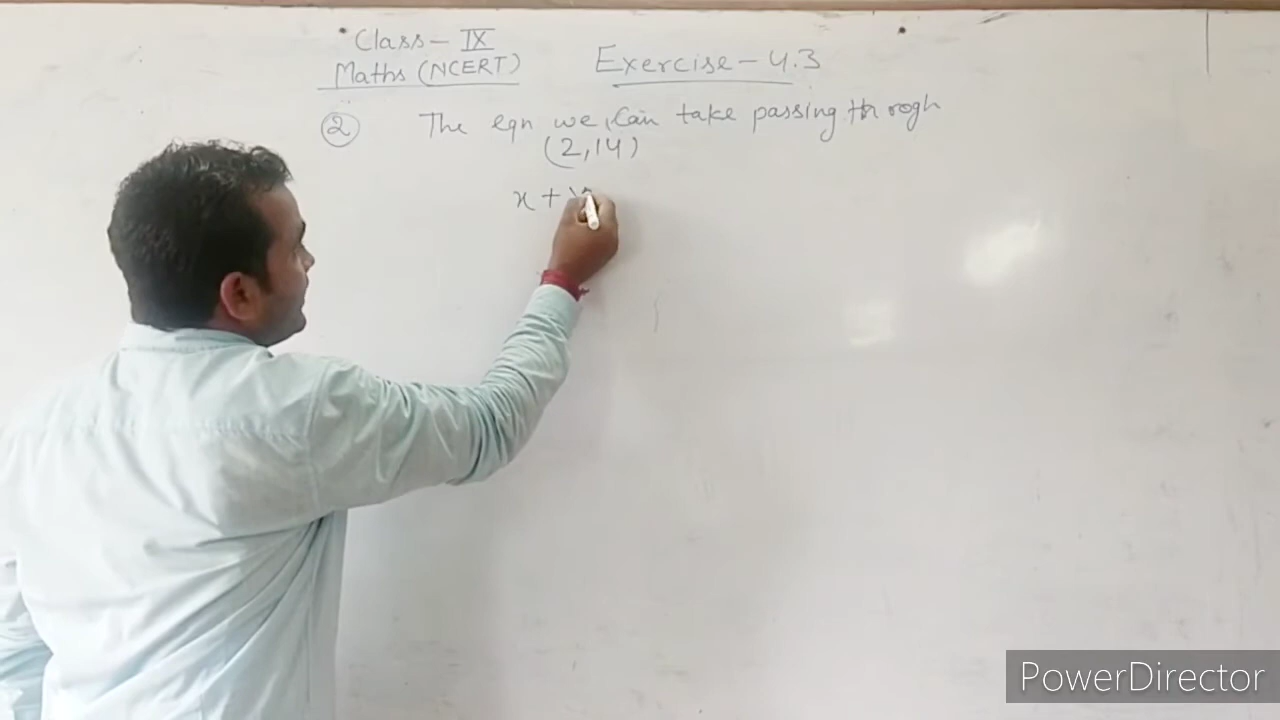 Class - IX
Maths (NCERT)
Exercise - 4.3
② The eqn we, can take passing throgh
(2,14)
x + y
PowerDirector